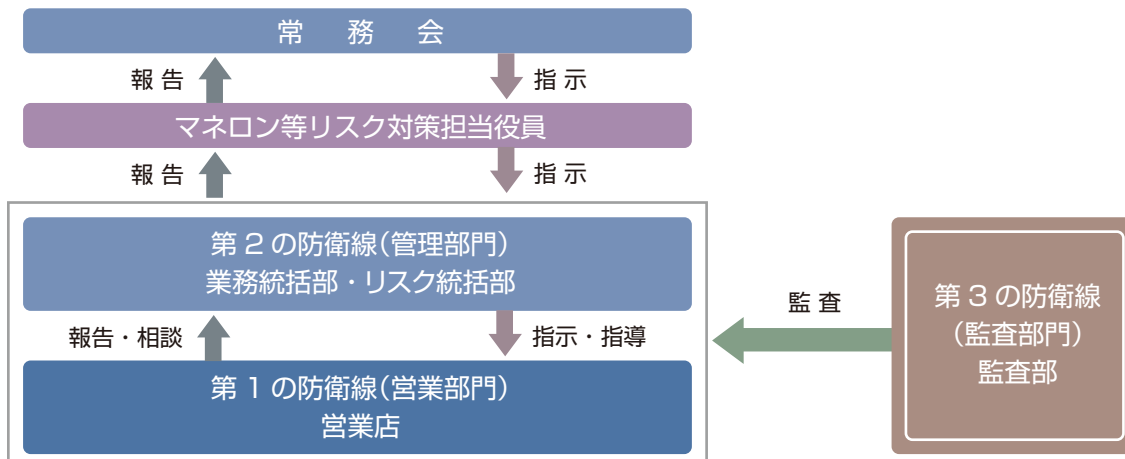 常務会
報告
指示
マネロン等リスク対策担当役員
報告
指示
第2の防衛線(管理部門)
業務統括部・リスク統括部
報告・相談
指示・指導
第1の防衛線(営業部門)
営業店
監査
第3の防衛線
(監査部門)
監査部